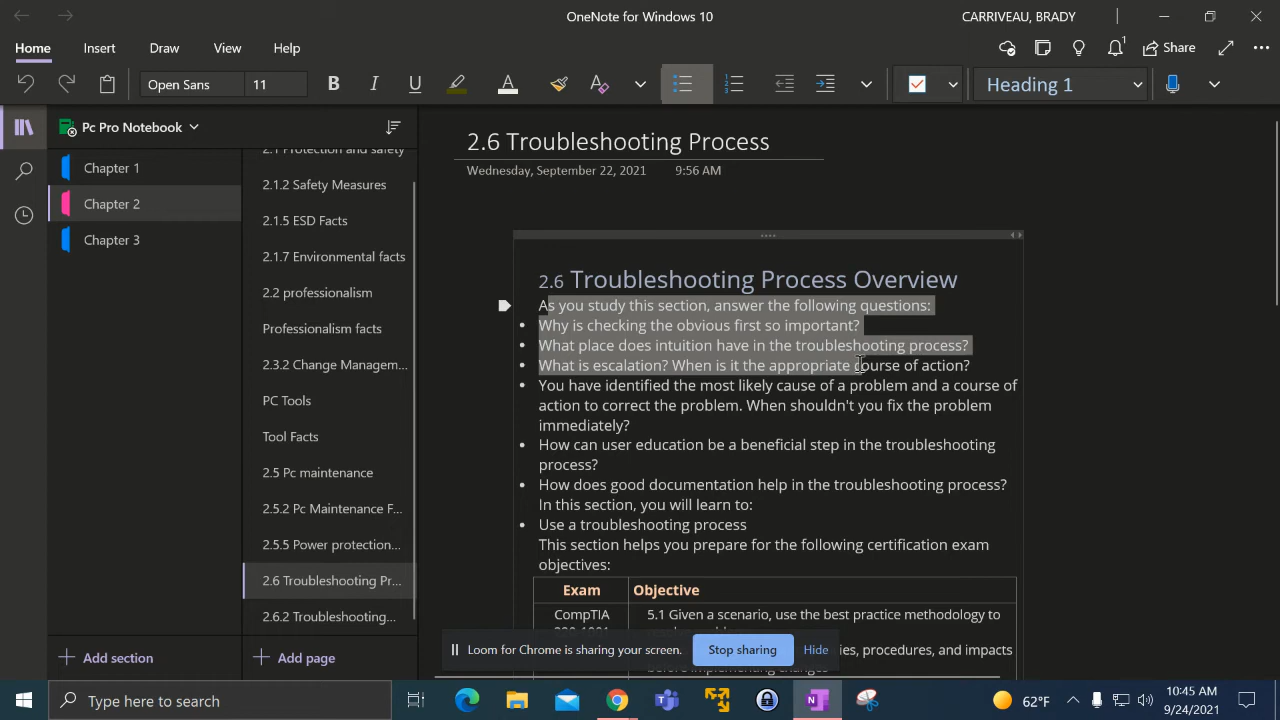 OneNote for Windows 10
CARRIVEAU, BRADY
Home
Insert
Draw
View
Help
1
Share
Open Sans
11
B
I
U
A
A
Heading 1
Pc Pro Notebook
Chapter 1
Chapter 2
Chapter 3
2.1 Protection and safety
2.1.2 Safety Measures
2.1.5 ESD Facts
2.1.7 Environmental facts
2.2 professionalism
Professionalism facts
2.3.2 Change Managem...
PC Tools
Tool Facts
2.5 Pc maintenance
2.5.2 Pc Maintenance F...
2.5.5 Power protection...
2.6 Troubleshooting Pr...
2.6.2 Troubleshooting...
Add section
Add page
2.6 Troubleshooting Process
Wednesday, September 22, 2021 9:56 AM
2.6 Troubleshooting Process Overview
As you study this section, answer the following questions:
• Why is checking the obvious first so important?
• What place does intuition have in the troubleshooting process?
• What is escalation? When is it the appropriate course of action?
• You have identified the most likely cause of a problem and a course of
action to correct the problem. When shouldn't you fix the problem
immediately?
• How can user education be a beneficial step in the troubleshooting
process?
• How does good documentation help in the troubleshooting process?
In this section, you will learn to:
• Use a troubleshooting process
This section helps you prepare for the following certification exam
objectives:
Exam Objective
CompTIA 5.1 Given a scenario, use the best practice methodology to
procedures, and impacts
before implementing changes
Loom for Chrome is sharing your screen.
Stop sharing
Hide
Type here to search
62°F
10:45 AM
9/24/2021